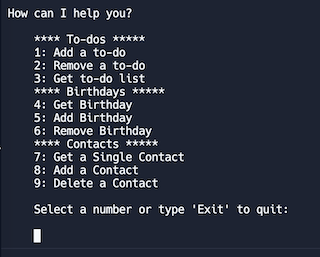 How can I help you?
**** To-dos *****
1: Add a to-do
2: Remove a to-do
3: Get to-do list
**** Birthdays *****
4: Get Birthday
5: Add Birthday
6: Remove Birthday
**** Contacts *****
7: Get a Single Contact
8: Add a Contact
9: Delete a Contact
Select a number or type 'Exit' to quit: